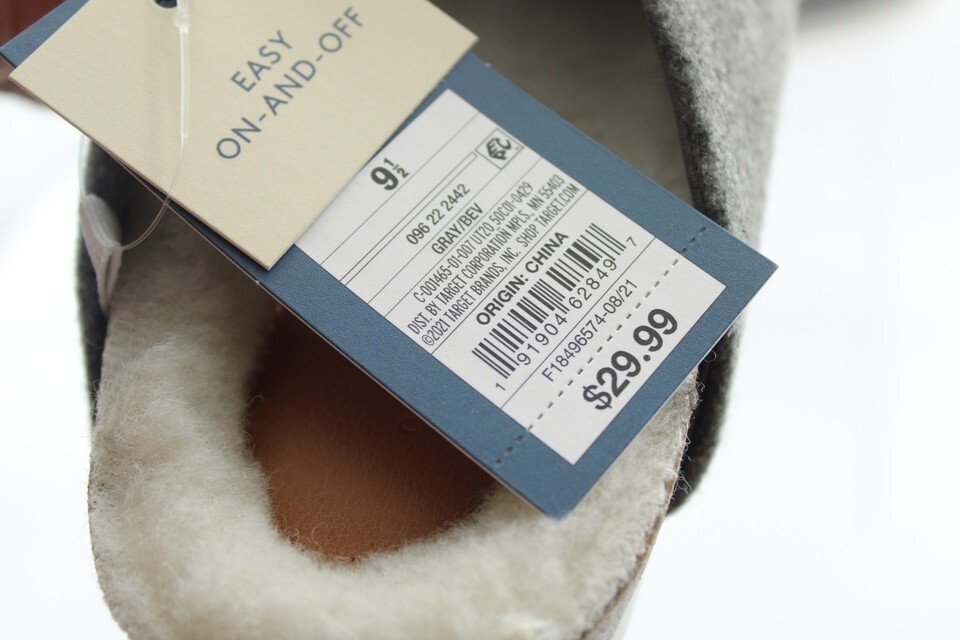 EASY
ON-AND-OFF
9½
096 22 2442
GRAY/BEV
C-001465-01-007 UT20 50C01-0429
DIST. BY TARGET CORPORATION MPLS, MN 55403
©2021 TARGET BRANDS, INC. SHOP TARGET.COM
ORIGIN: CHINA
1 91904 62849 7
F18496574-08/21
$29.99